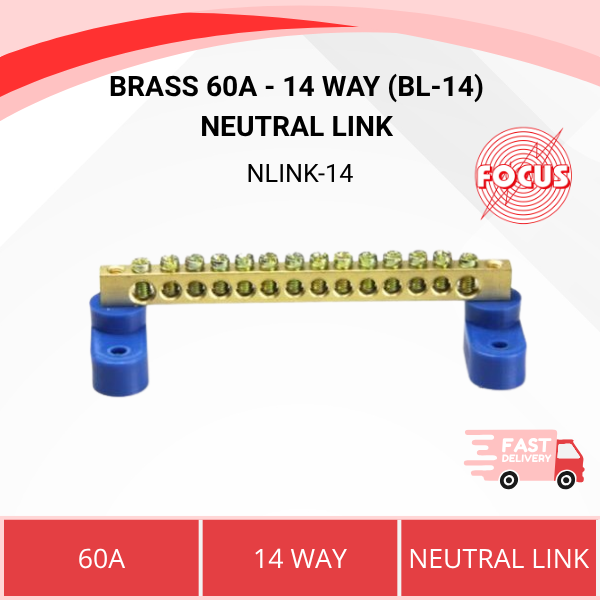 BRASS 60A - 14 WAY (BL-14)
NEUTRAL LINK
NLINK-14
FOCUS
FAST
DELIVERY
60A
14 WAY
NEUTRAL LINK